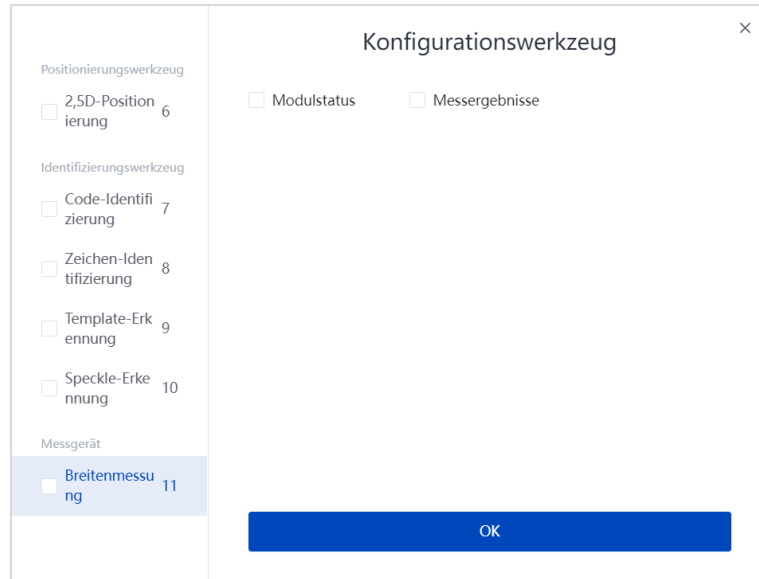 Konfigurationswerkzeug
Positionierungswerkzeug
2,5D-Position
ierung
6
Identifizierungswerkzeug
Code-Identifi
zierung
7
Zeichen-Iden
tifizierung
8
Template-Erk
ennung
9
Speckle-Erke
nnung
10
Messgerät
Breitenmessu
ng
11
Modulstatus
Messergebnisse
OK